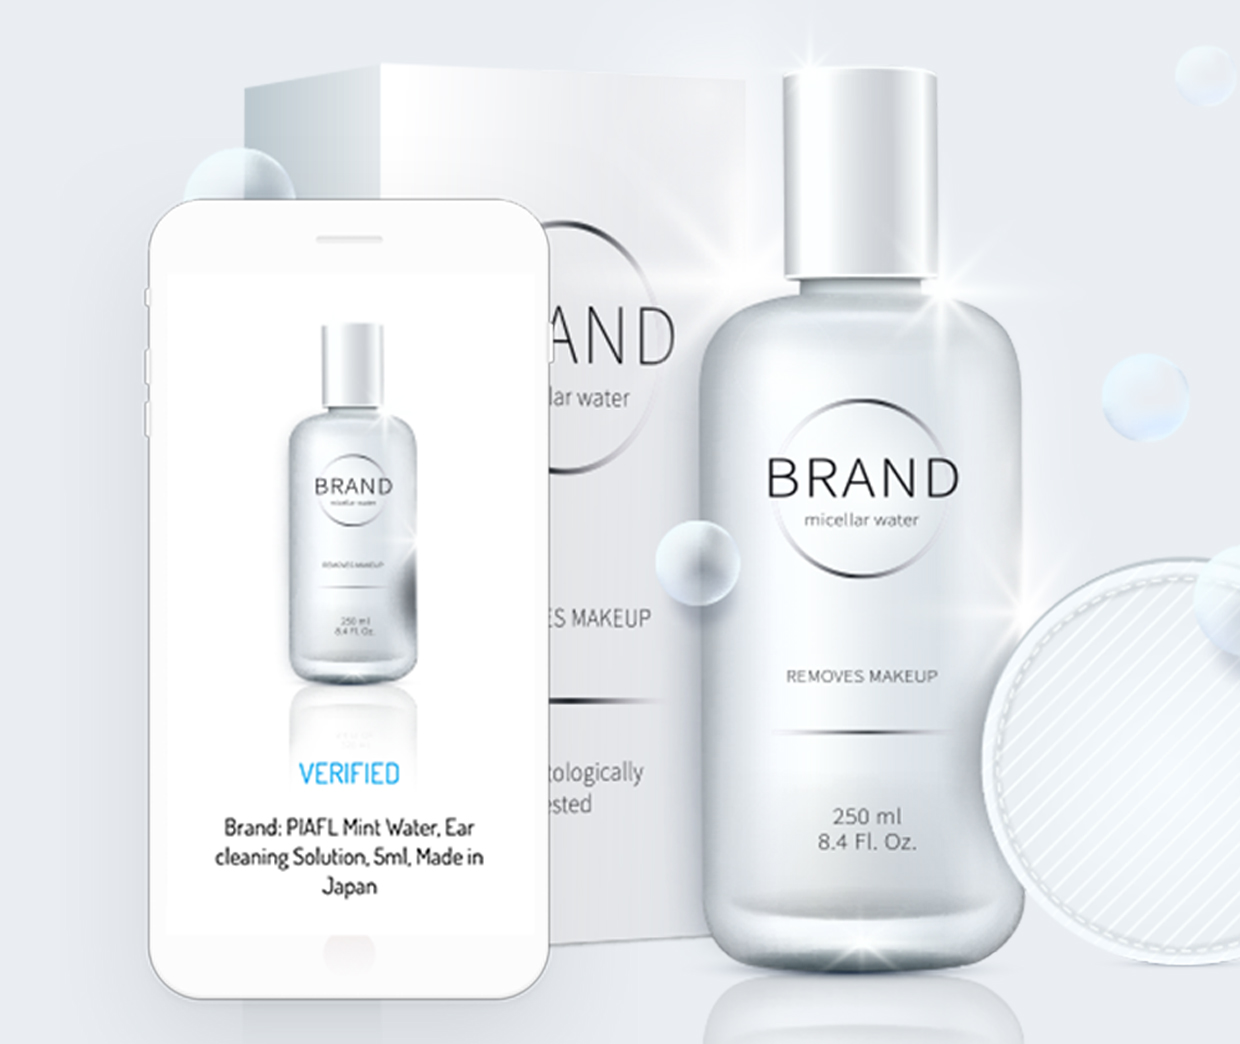 BRAND
micellar water
REMOVES MAKEUP
250 ml
8.4 Fl. Oz.
VERIFIED
Brand: PIAFL Mint Water, Ear
cleaning Solution, 5ml, Made in
Japan
AND
lar water
ES MAKEUP
tologically
ested
BRAND
micellar water
REMOVES MAKEUP
250 ml
8.4 Fl. Oz.